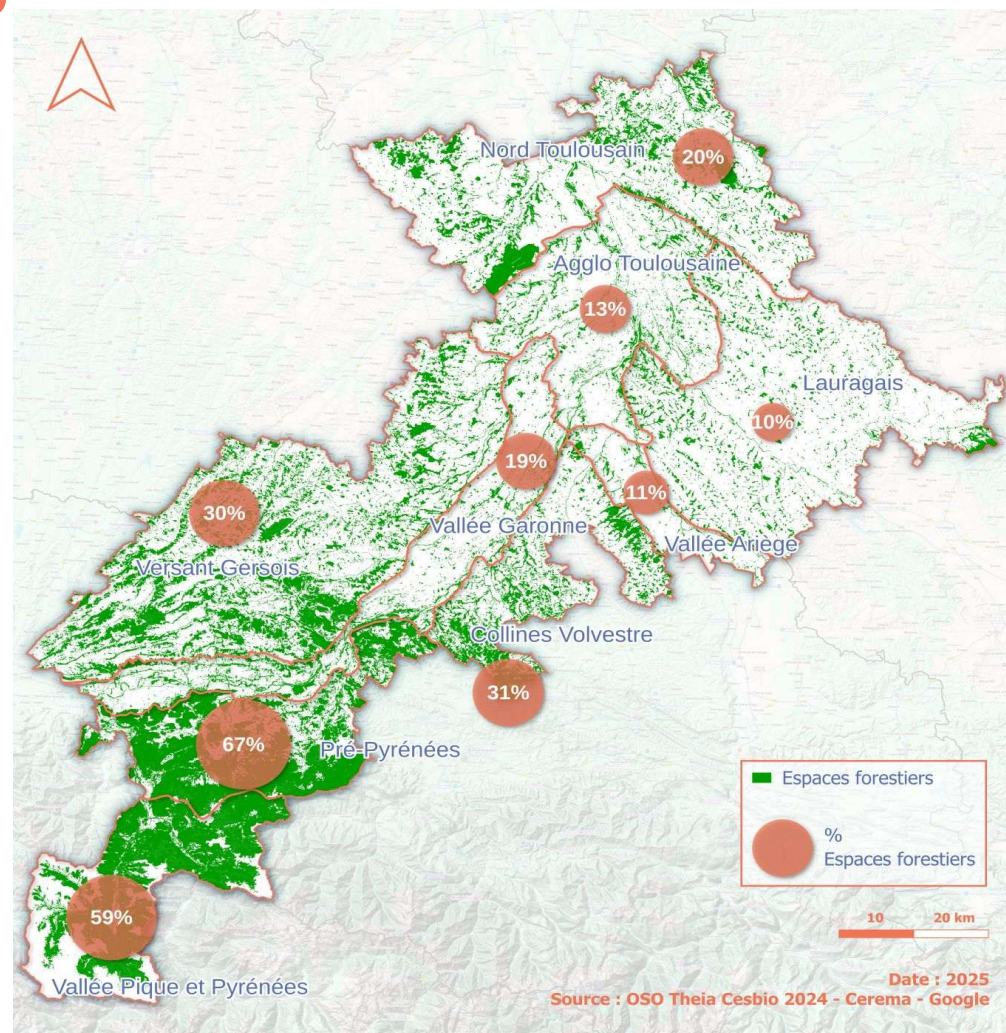 Nord Toulousain
20%
Agglo Toulousaine
13%
Lauragais
10%
19%
11%
30%
Vallée Garonne
Vallée Ariège
Versant Gersois
Collines Volvestre
31%
67%
Pré-Pyrénées
Espaces forestiers
%
Espaces forestiers
59%
10
20 km
Vallée Pique et Pyrénées
Date : 2025
Source : OSO Theia Cesbio 2024 - Cerema - Google